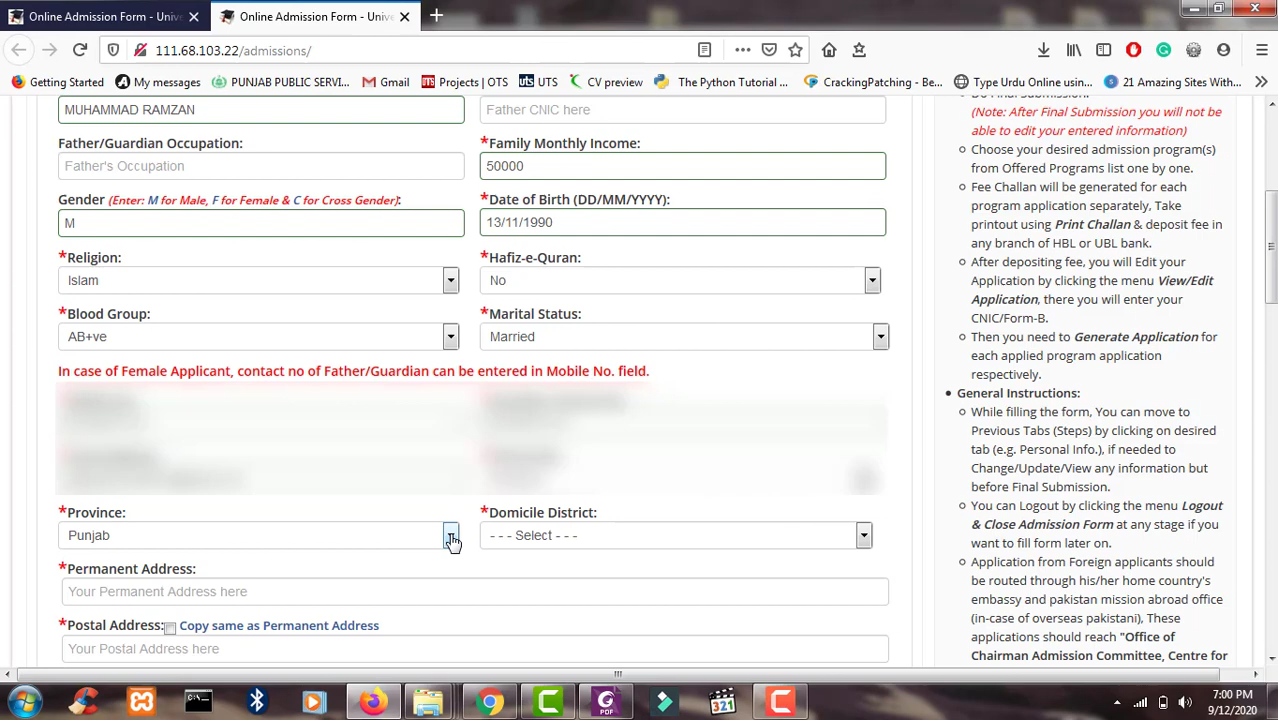 Online Admission Form - Unive
Online Admission Form - Unive
111.68.103.22/admissions/
Getting Started
My messages
PUNJAB PUBLIC SERVI...
Gmail
Projects | OTS
UTS
CV preview
The Python Tutorial ...
CrackingPatching - Be...
Type Urdu Online usin...
21 Amazing Sites With...
MUHAMMAD RAMZAN
Father CNIC here
Father/Guardian Occupation:
*Family Monthly Income:
Father's Occupation
50000
Gender (Enter: M for Male, F for Female & C for Cross Gender):
*Date of Birth (DD/MM/YYYY):
M
13/11/1990
*Religion:
*Hafiz-e-Quran:
Islam
No
*Blood Group:
*Marital Status:
AB+ve
Married
In case of Female Applicant, contact no of Father/Guardian can be entered in Mobile No. field.
*Province:
*Domicile District:
Punjab
- - - Select - - -
*Permanent Address:
Your Permanent Address here
*Postal Address: Copy same as Permanent Address
Your Postal Address here
(Note: After Final Submission you will not
be able to edit your entered information)
Choose your desired admission program(s)
from Offered Programs list one by one.
Fee Challan will be generated for each
program application separately, Take
printout using Print Challan & deposit fee in
any branch of HBL or UBL bank.
After depositing fee, you will Edit your
Application by clicking the menu View/Edit
Application, there you will enter your
CNIC/Form-B.
Then you need to Generate Application for
each applied program application
respectively.
General Instructions:
While filling the form, You can move to
Previous Tabs (Steps) by clicking on desired
tab (e.g. Personal Info.), if needed to
Change/Update/View any information but
before Final Submission.
You can Logout by clicking the menu Logout
& Close Admission Form at any stage if you
want to fill form later on.
Application from Foreign applicants should
be routed through his/her home country's
embassy and pakistan mission abroad office
(in-case of overseas pakistani), These
applications should reach "Office of
Chairman Admission Committee, Centre for
321
PDF
7:00 PM
9/12/2020